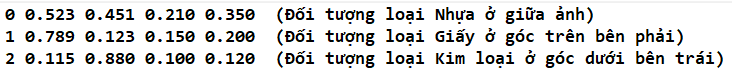 0 0.523 0.451 0.210 0.350  (Đối tượng loại Nhựa ở giữa ảnh)
1 0.789 0.123 0.150 0.200  (Đối tượng loại Giấy ở góc trên bên phải)
2 0.115 0.880 0.100 0.120  (Đối tượng loại Kim loại ở góc dưới bên trái)